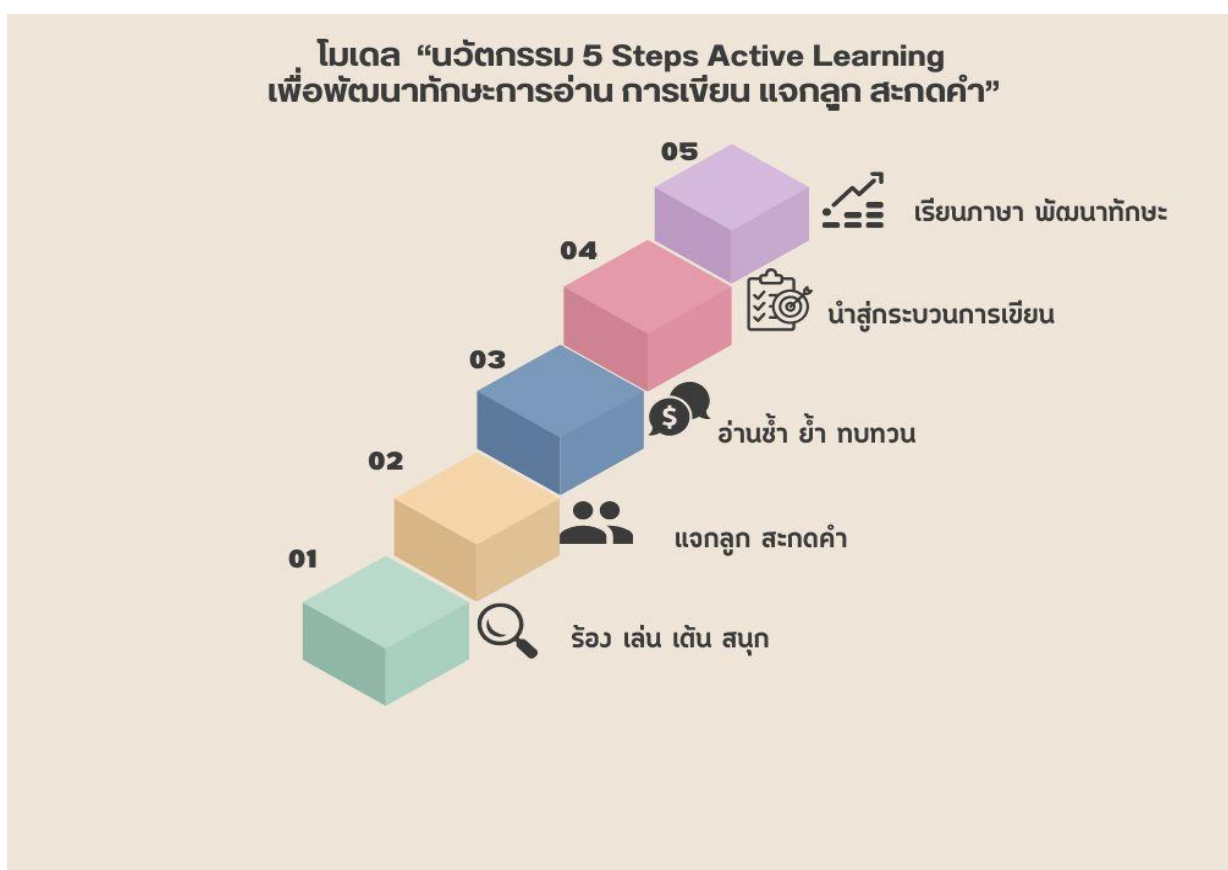 โมเดล “นวัตกรรม 5 Steps Active Learning
เพื่อพัฒนาทักษะการอ่าน การเขียน แจกลูก สะกดคำ”
05
เรียนภาษา พัฒนาทักษะ
04
นำสู่กระบวนการเขียน
03
$
อ่านซ้ำ ย้ำ ทบทวน
02
แจกลูก สะกดคำ
01
ร้อง เล่น เต้น สนุก